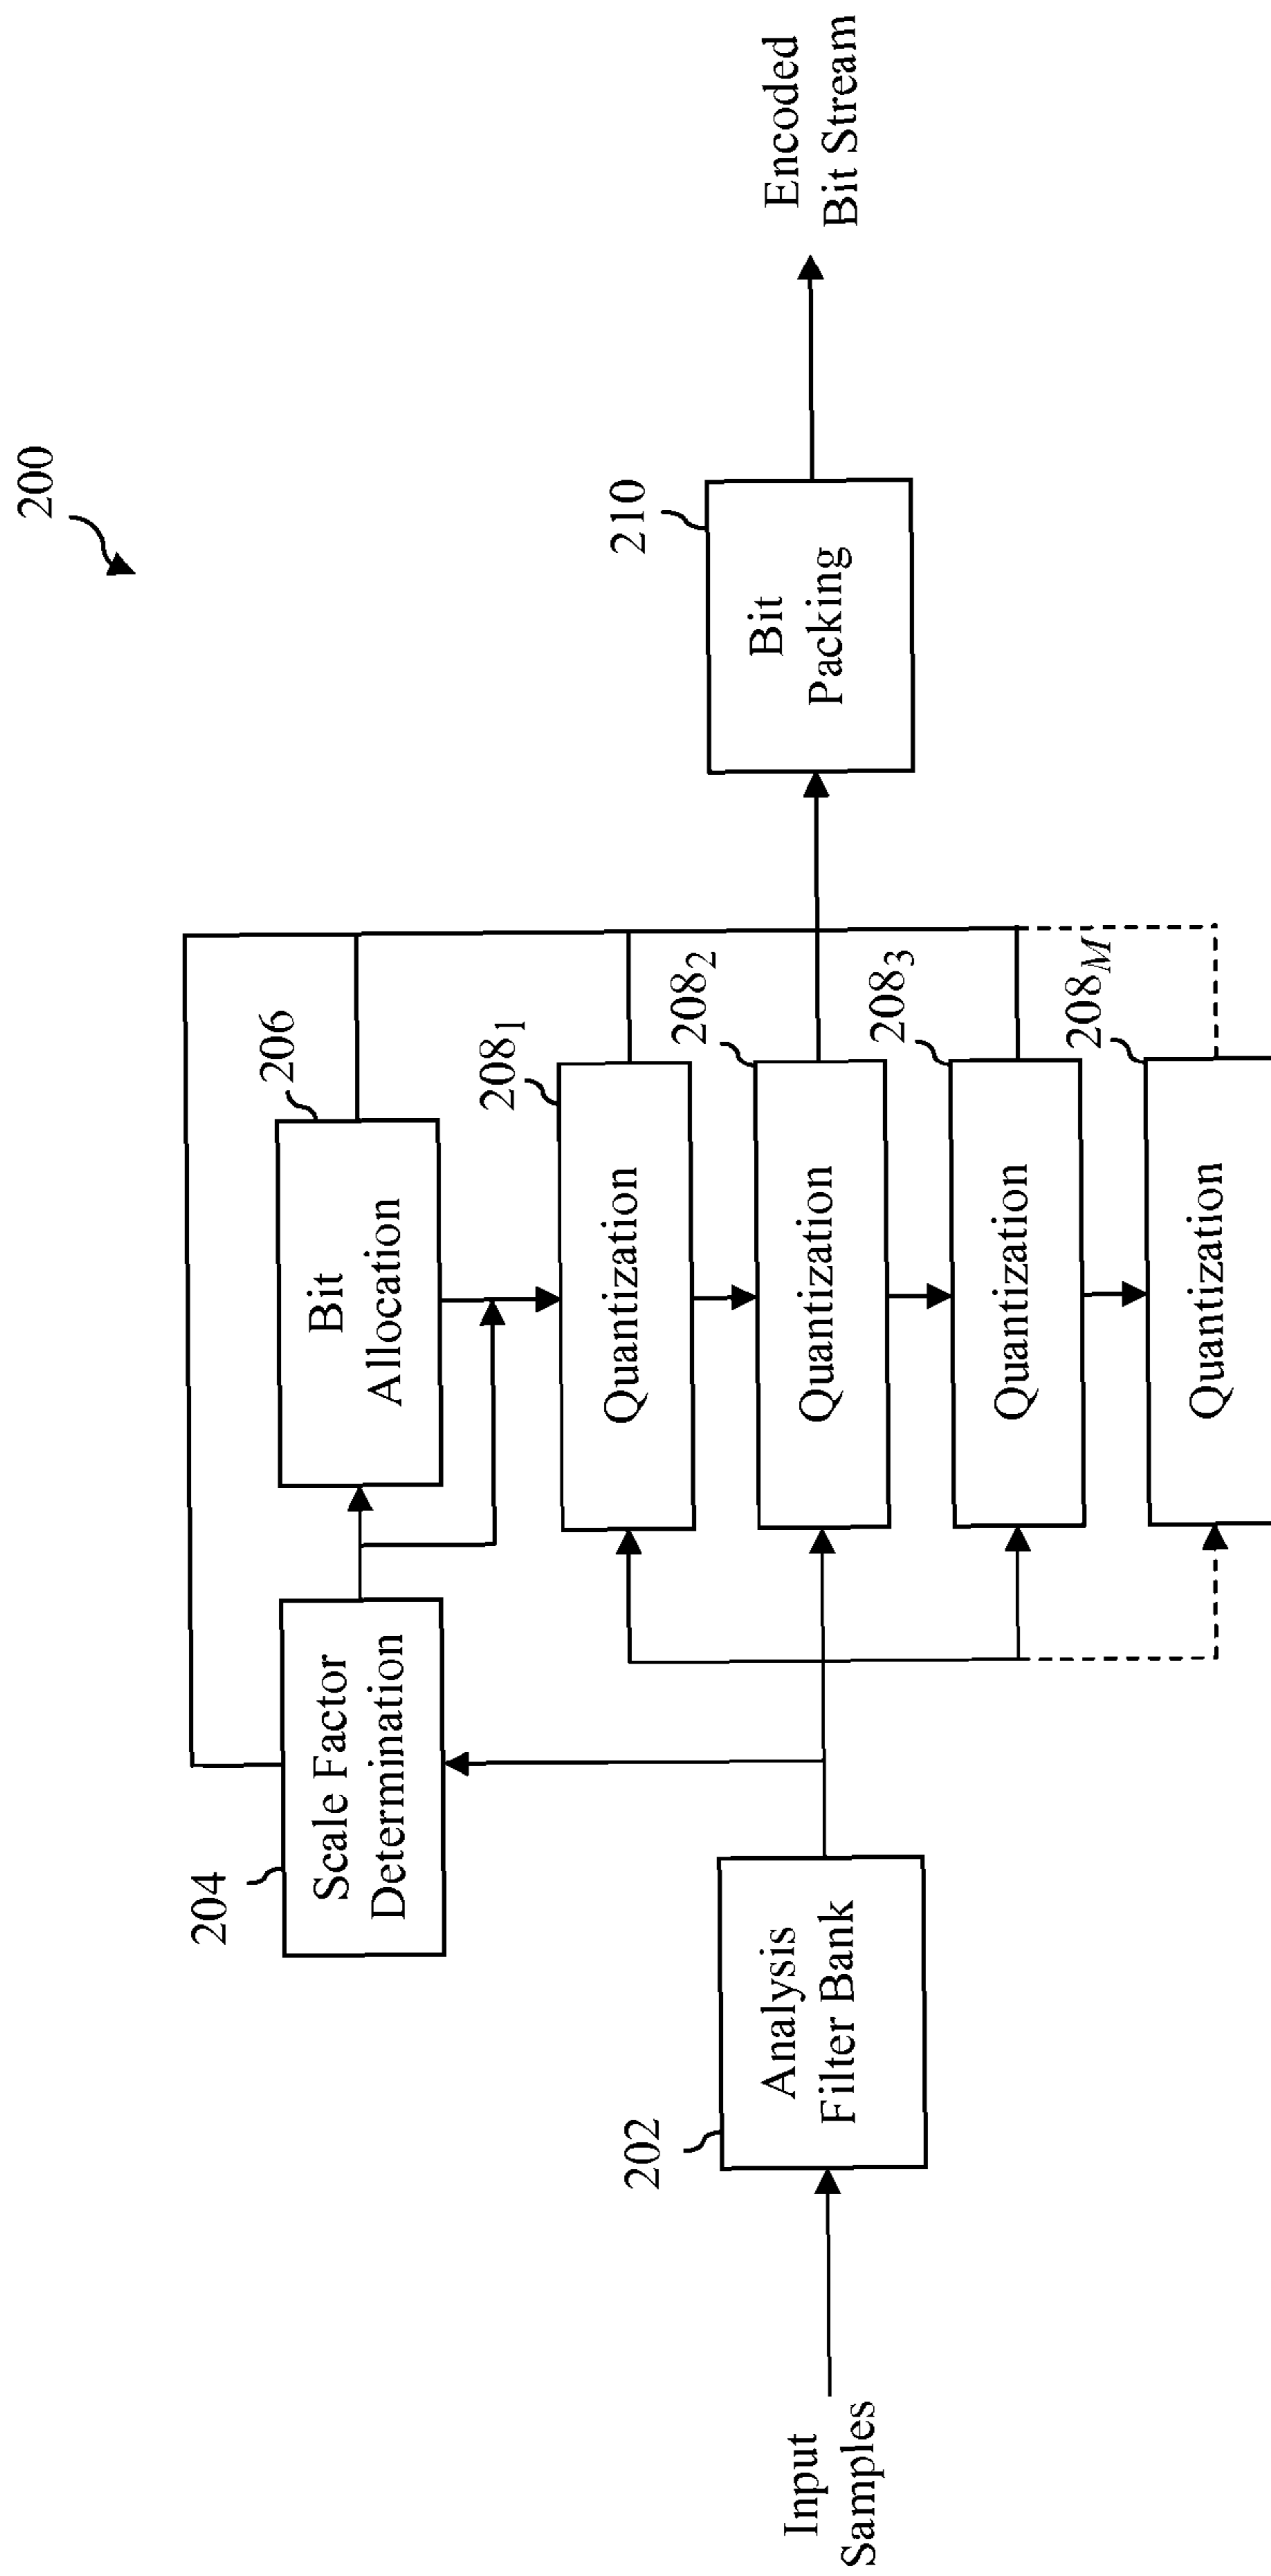 200
204
Scale Factor
Determination
206
Bit
Allocation
208₁
Quantization
208₂
Quantization
208₃
Quantization
208M
Quantization
202
Analysis
Filter Bank
Input
Samples
210
Bit
Packing
Encoded
Bit Stream